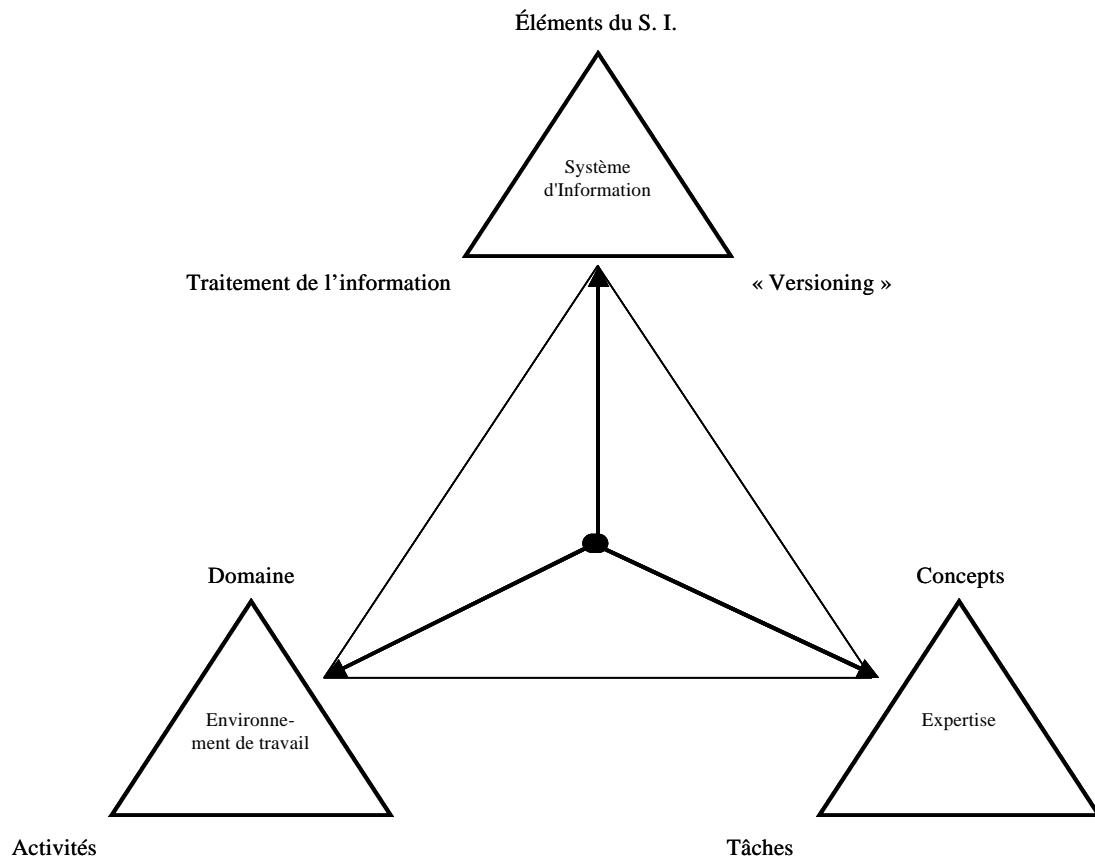 Éléments du S. I.
Système
d'Information
Traitement de l’information
« Versioning »
Domaine
Concepts
Environne-
ment de travail
Expertise
Activités
Tâches